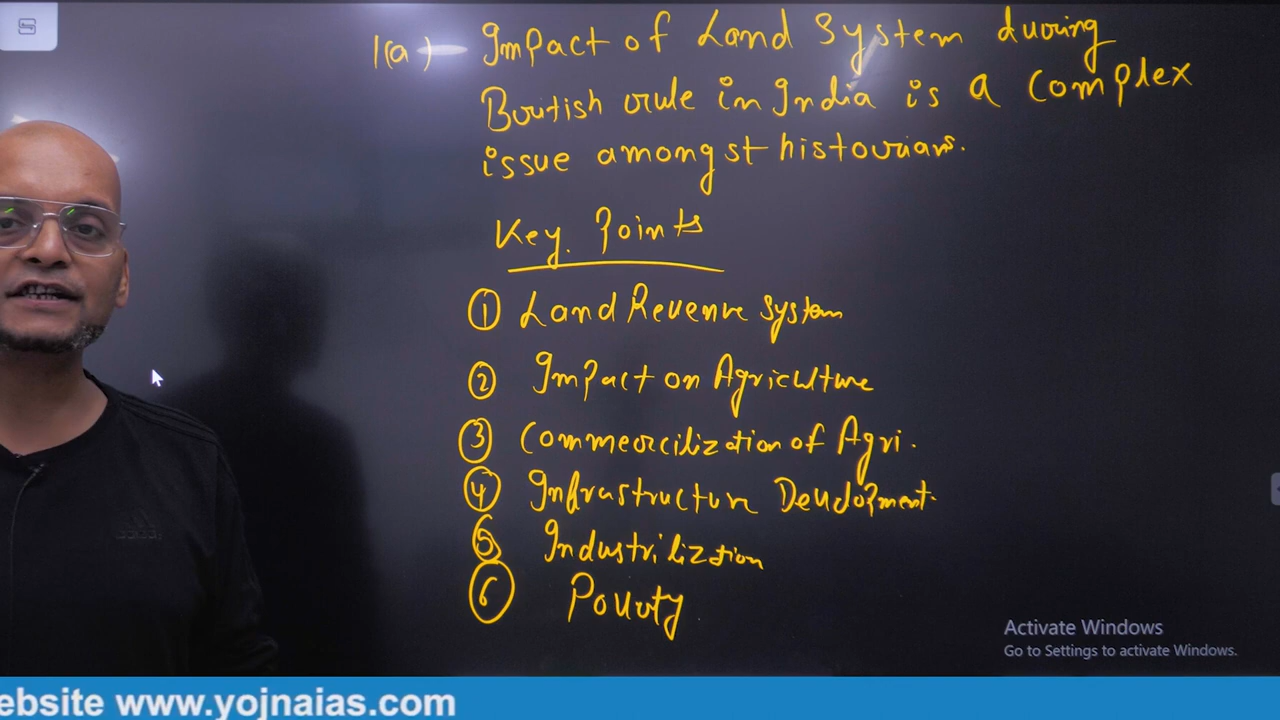 1(a) — Impact of Land System during
British rule in India is a complex
issue amongst historians.
Key Points
① Land Revenue System
② Impact on Agriculture
③ Commercilization of Agri.
④ Infrastructure Development.
⑤ Industrilization
⑥ Poverty
Activate Windows
Go to Settings to activate Windows.
ebsite www.yojnaias.com